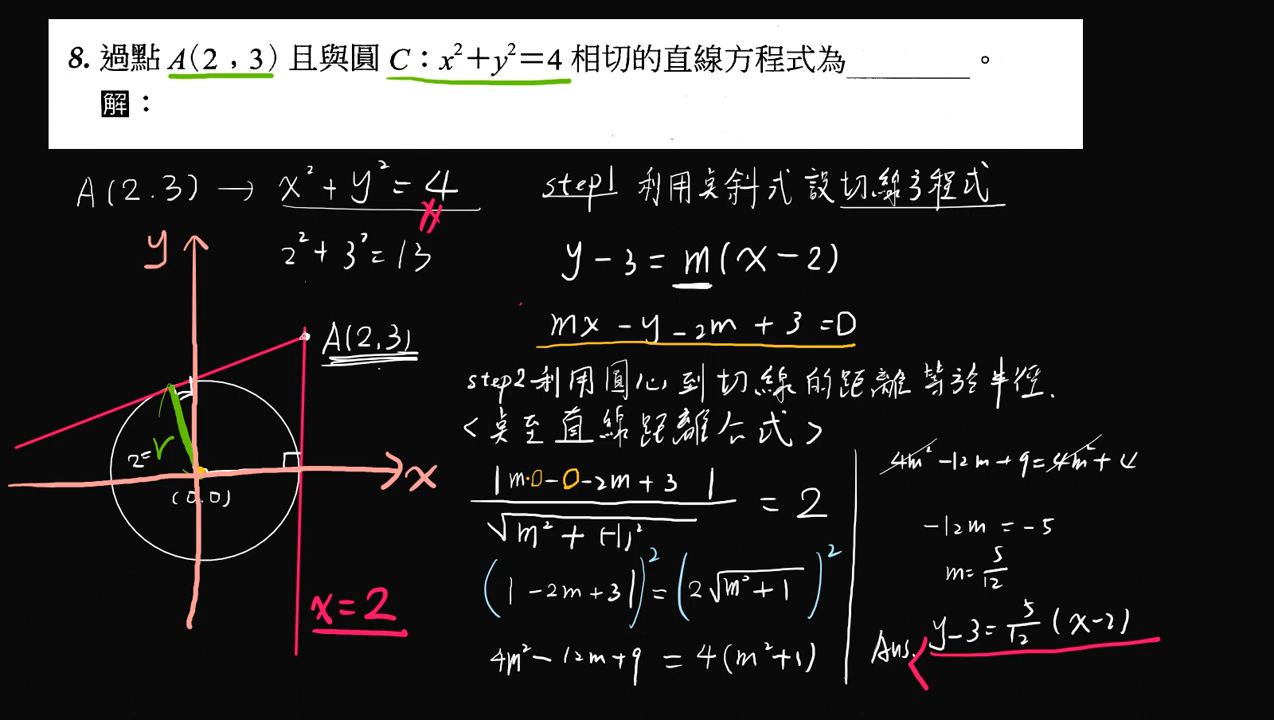 8. 過點 A(2,3) 且與圓 C:x²+y²=4 相切的直線方程式為________。
解:
A(2.3) → x²+y²=4
2²+3²=13
y
A(2,3)
2=r
(0.0)
x
x=2
step1 利用點斜式設切線方程式
y-3=m(x-2)
mx-y-2m+3=0
step2 利用圓心到切線的距離等於半徑.
<點至直線距離公式>
|m·0-0-2m+3| / √m²+(-1)² = 2
(|-2m+3|)² = (2√m²+1)²
4m²-12m+9 = 4(m²+1)
4m²-12m+9=4m²+4
-12m=-5
m=5/12
Ans. y-3=5/12(x-2)